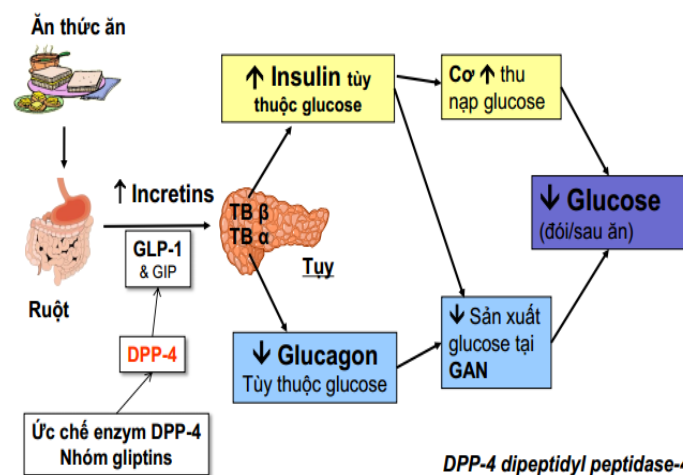 Ăn thức ăn
Ruột
↑ Incretins
GLP-1
& GIP
DPP-4
Ức chế enzym DPP-4
Nhóm gliptins
TB β
TB α
Tụy
↑ Insulin tùy
thuộc glucose
↓ Glucagon
Tùy thuộc glucose
Cơ ↑ thu
nạp glucose
↓ Sản xuất
glucose tại
GAN
↓ Glucose
(đói/sau ăn)
DPP-4 dipeptidyl peptidase-4